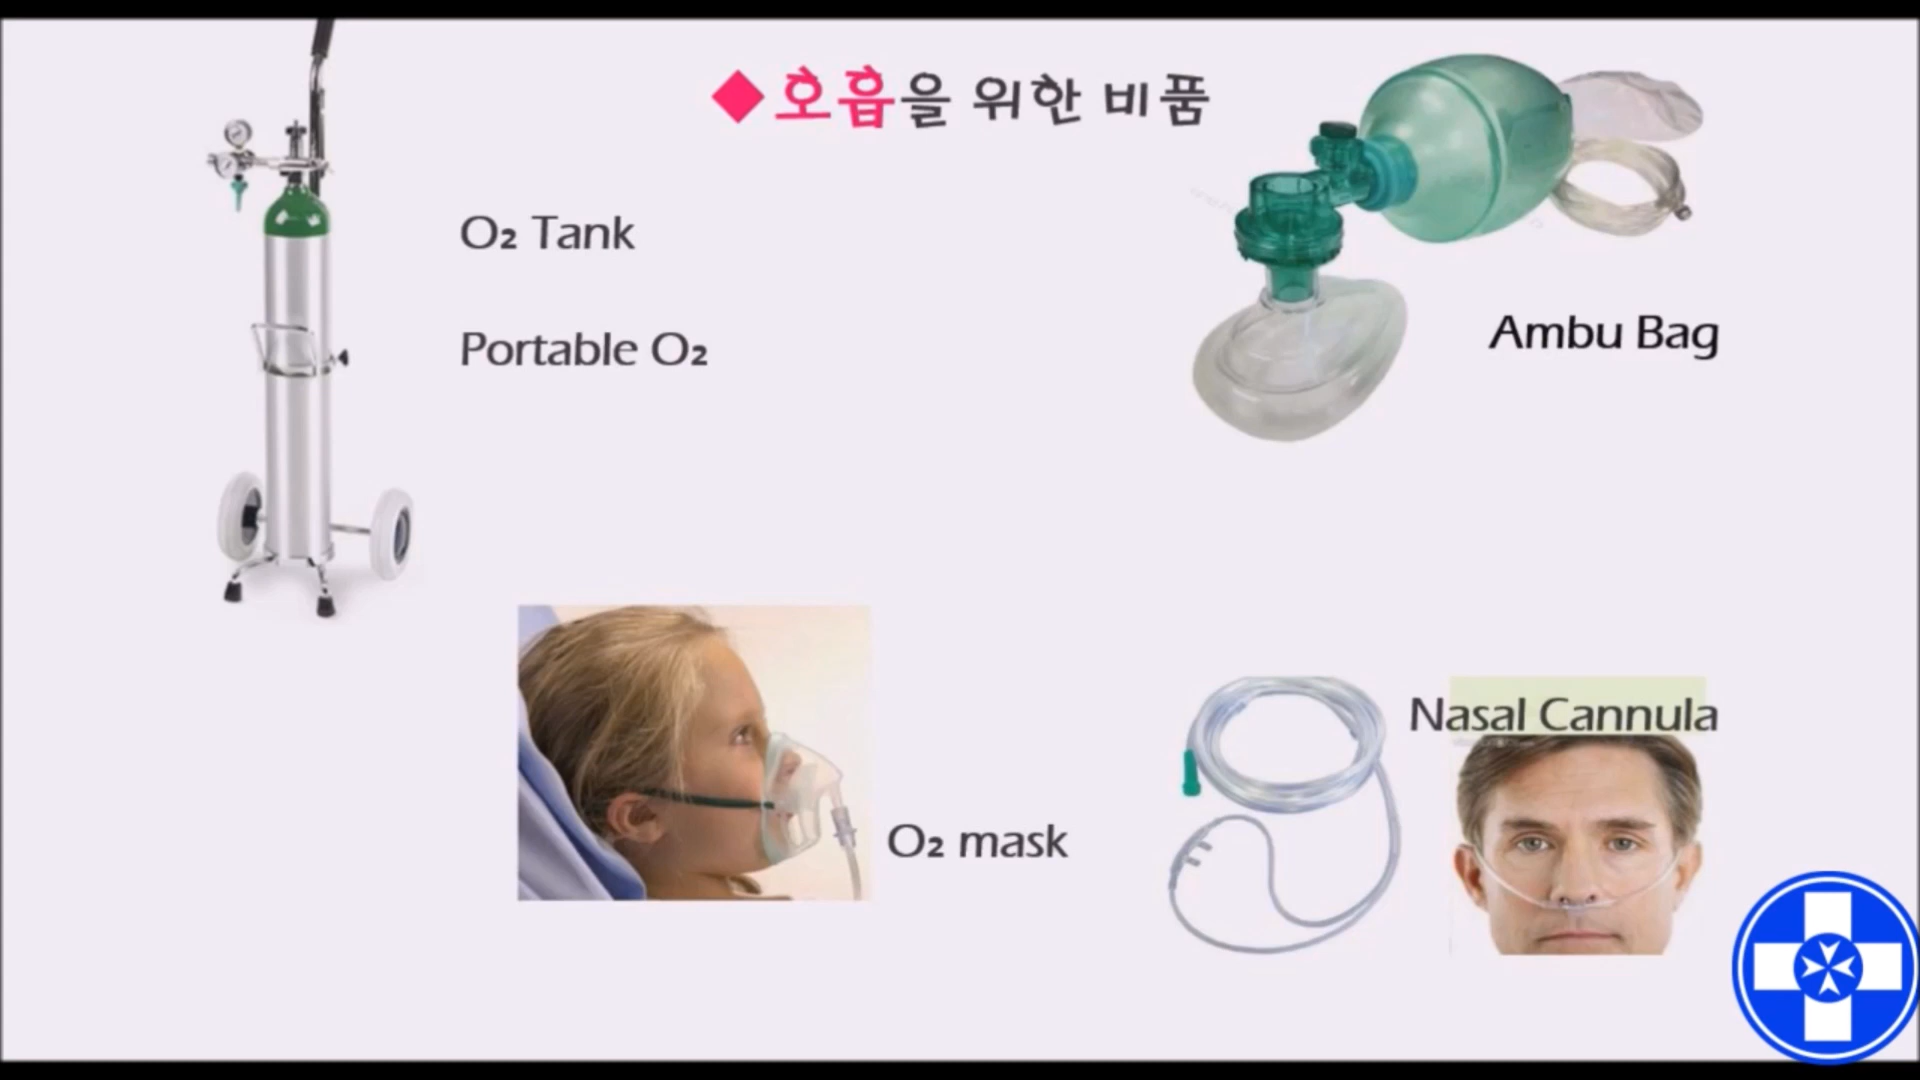 ◆호흡을 위한 비품
O₂ Tank
Portable O₂
Ambu Bag
O₂ mask
Nasal Cannula